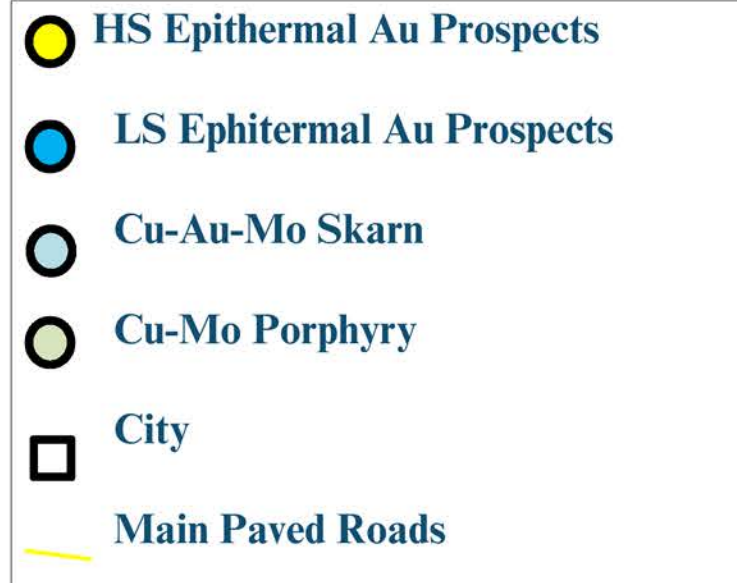 HS Epithermal Au Prospects
LS Ephitermal Au Prospects
Cu-Au-Mo Skarn
Cu-Mo Porphyry
City
Main Paved Roads